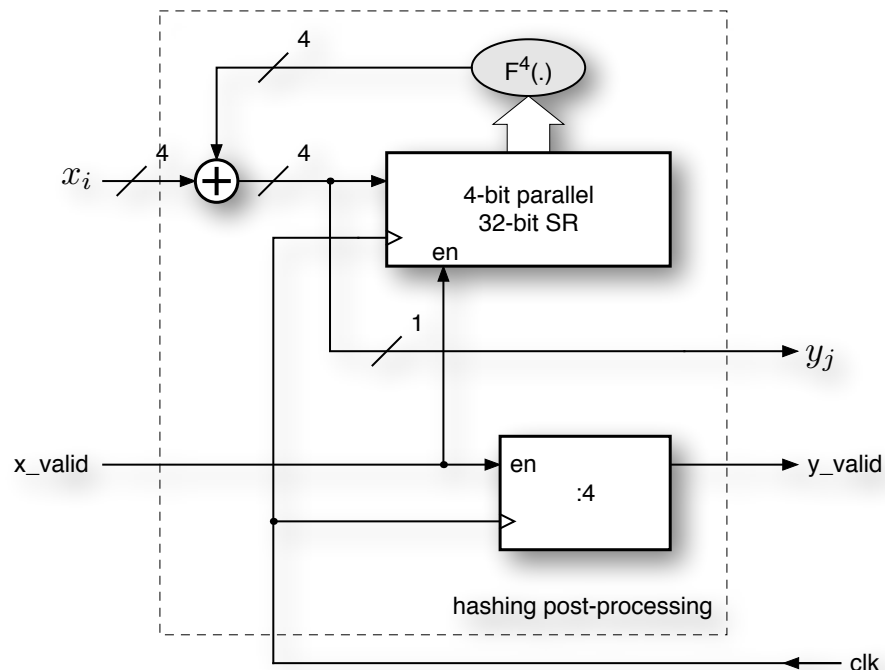 4
F⁴(.)
4
4
xᵢ
4-bit parallel
32-bit SR
en
1
yⱼ
x_valid
en
y_valid
:4
hashing post-processing
clk